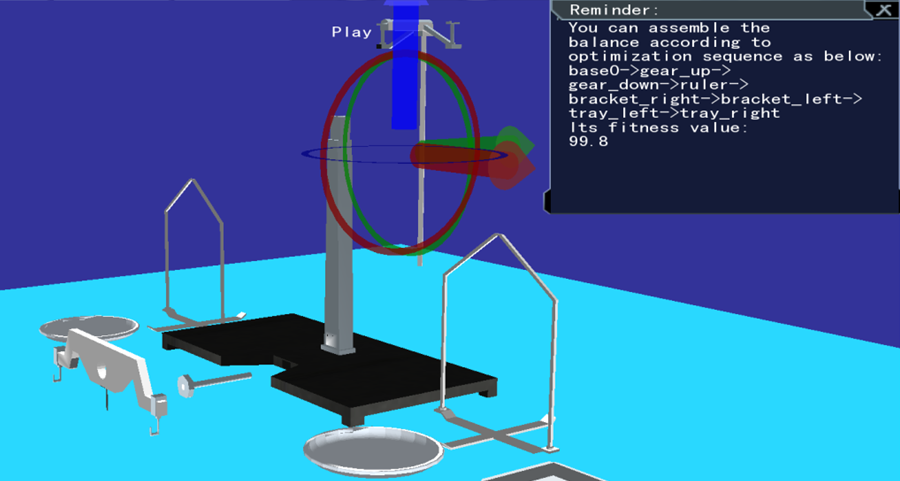 Play
Reminder:
You can assemble the
balance according to
optimization sequence as below:
base0->gear_up->
gear_down->ruler->
bracket_right->bracket_left->
tray_left->tray_right
Its fitness value:
99.8